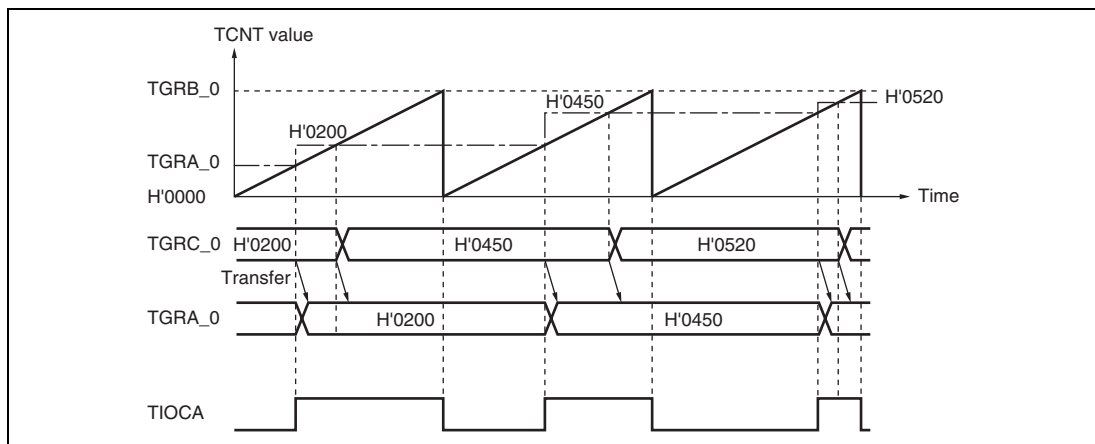 TCNT value
TGRB_0
H'0520
H'0450
H'0200
TGRA_0
H'0000
Time
TGRC_0 H'0200 H'0450 H'0520
Transfer
TGRA_0 H'0200 H'0450
TIOCA